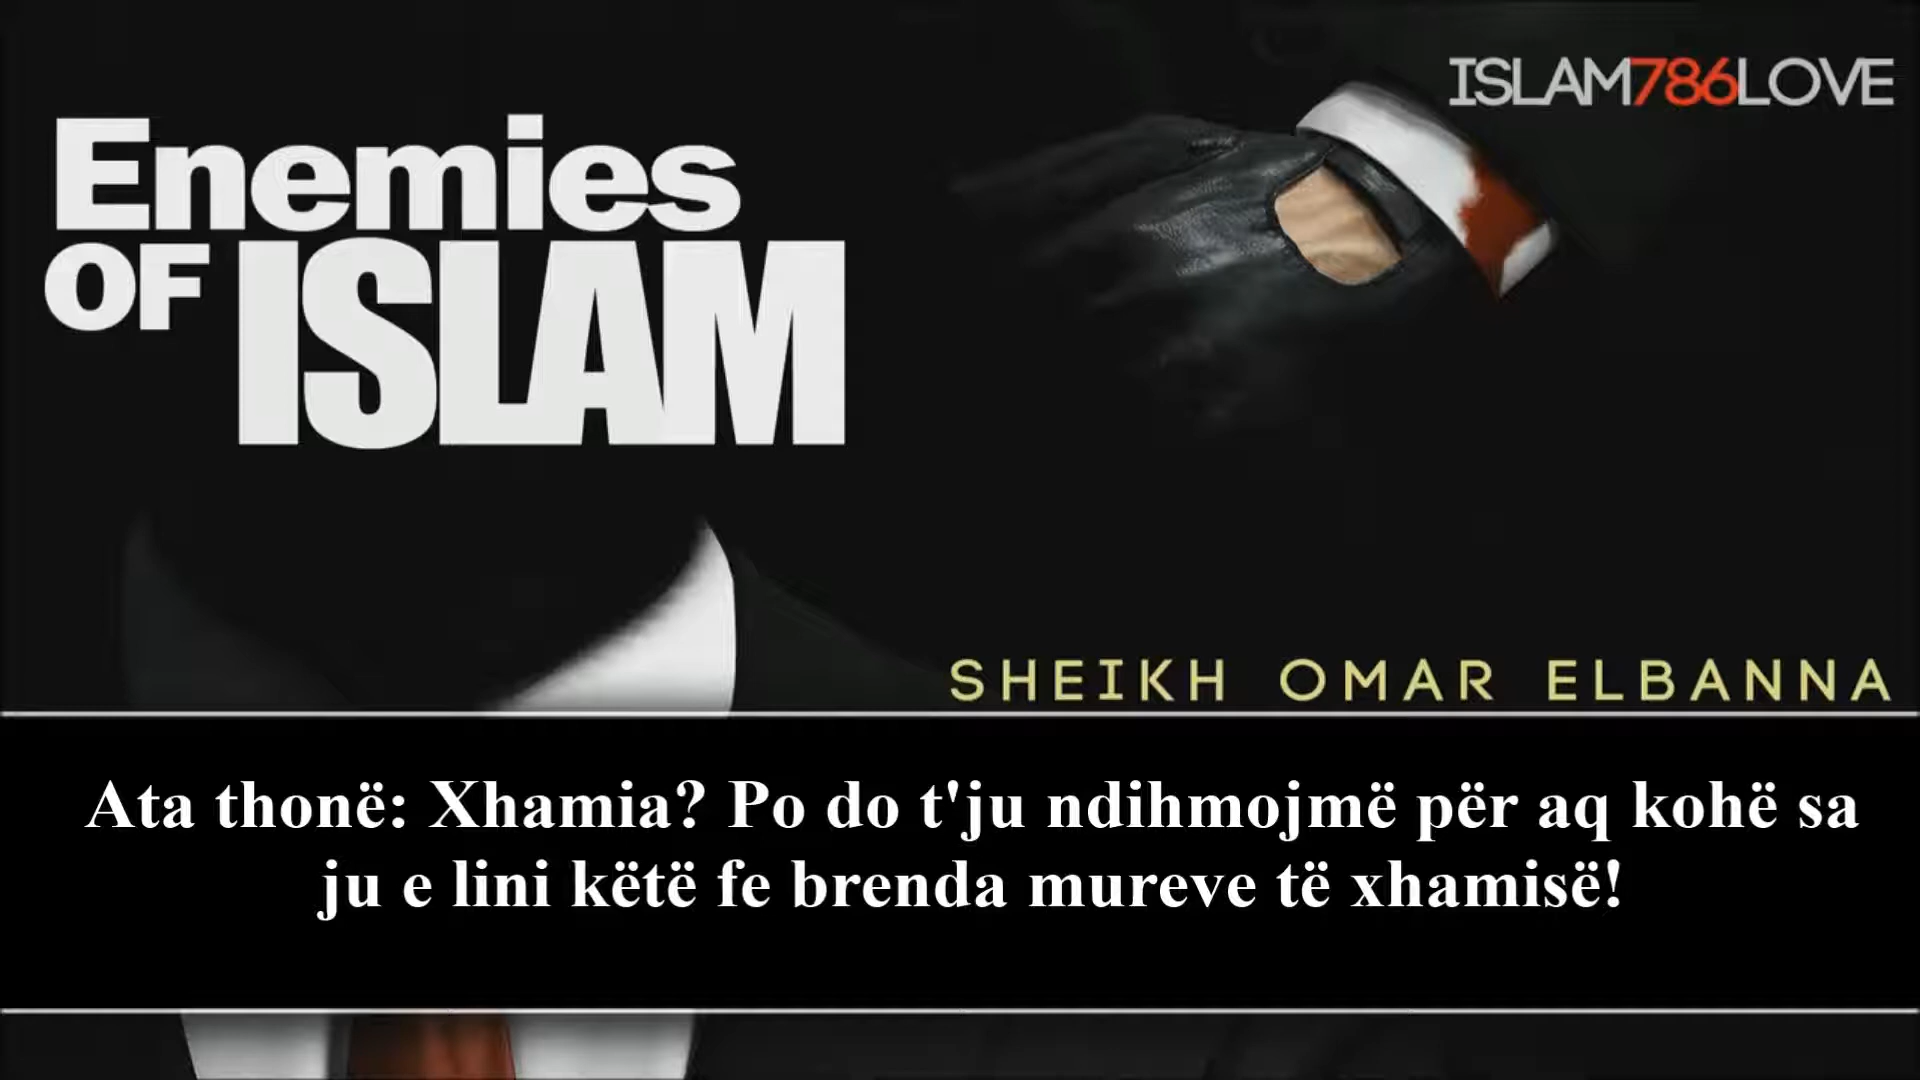 ISLAM786LOVE
Enemies
OF ISLAM
SHEIKH OMAR ELBANNA
Ata thonë: Xhamia? Po do t'ju ndihmojmë për aq kohë sa
ju e lini këtë fe brenda mureve të xhamisë!